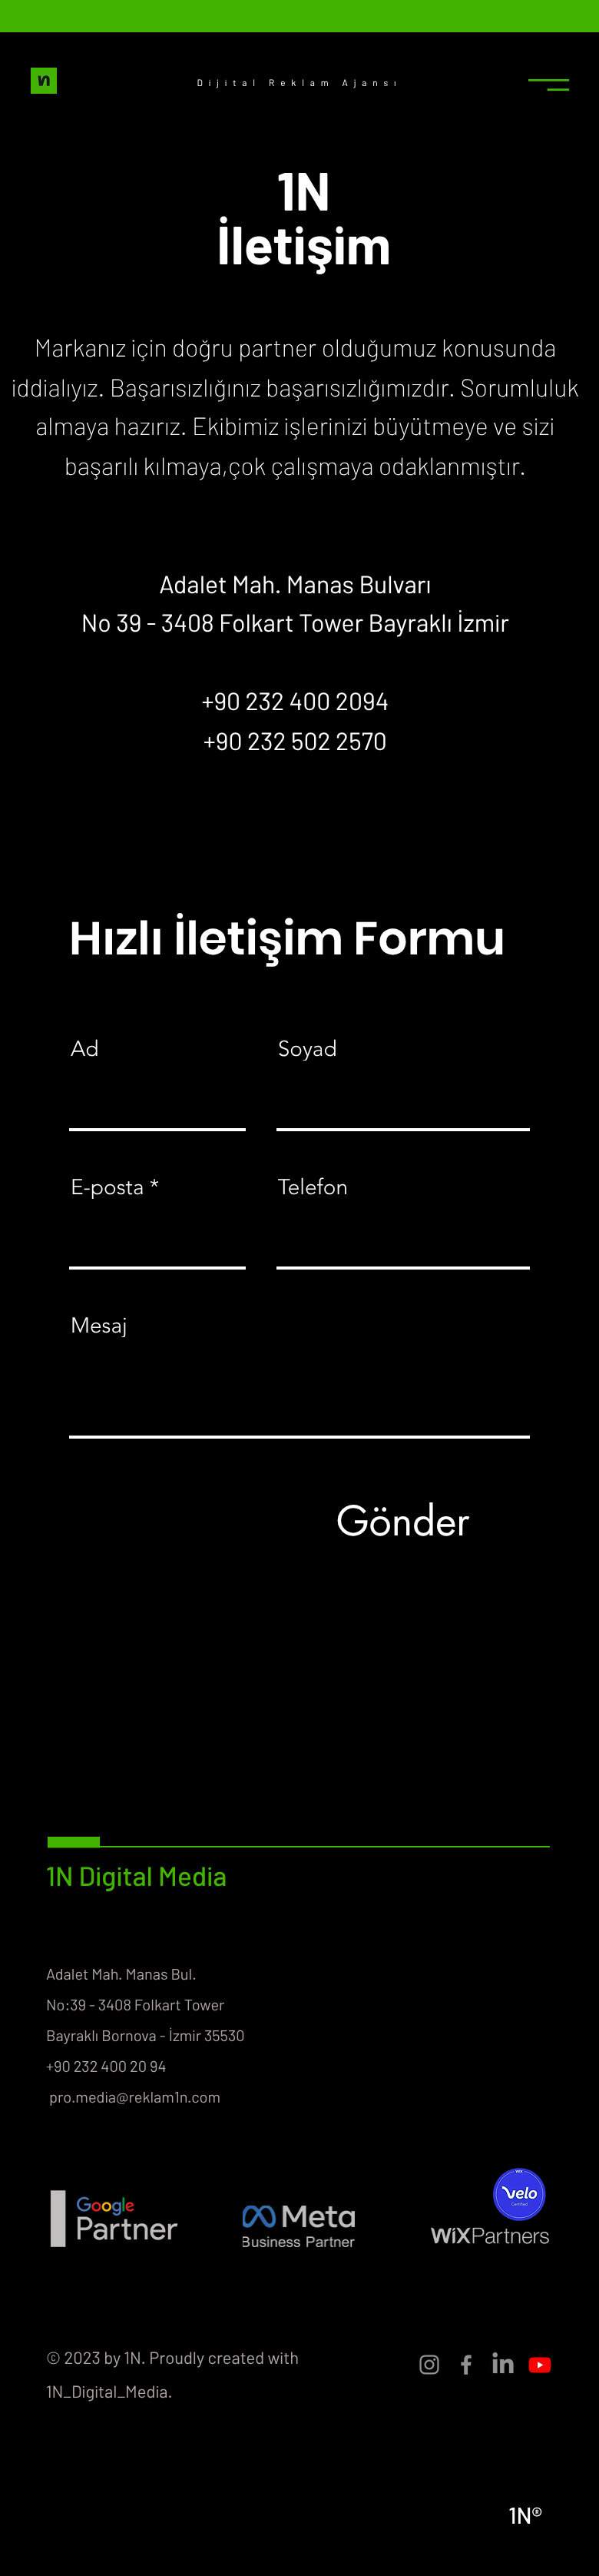 1n
Dijital Reklam Ajansı
1N
İletişim
Markanız için doğru partner olduğumuz konusunda
iddialıyız. Başarısızlığınız başarısızlığımızdır. Sorumluluk
almaya hazırız. Ekibimiz işlerinizi büyütmeye ve sizi
başarılı kılmaya,çok çalışmaya odaklanmıştır.
Adalet Mah. Manas Bulvarı
No 39 - 3408 Folkart Tower Bayraklı İzmir
+90 232 400 2094
+90 232 502 2570
Hızlı İletişim Formu
Ad
Soyad
E-posta *
Telefon
Mesaj
Gönder
1N Digital Media
Adalet Mah. Manas Bul.
No:39 - 3408 Folkart Tower
Bayraklı Bornova - İzmir 35530
+90 232 400 20 94
pro.media@reklam1n.com
Google
Partner
Meta
Business Partner
WiX
velo
Certified
WiXPartners
© 2023 by 1N. Proudly created with
1N_Digital_Media.
in
1N®